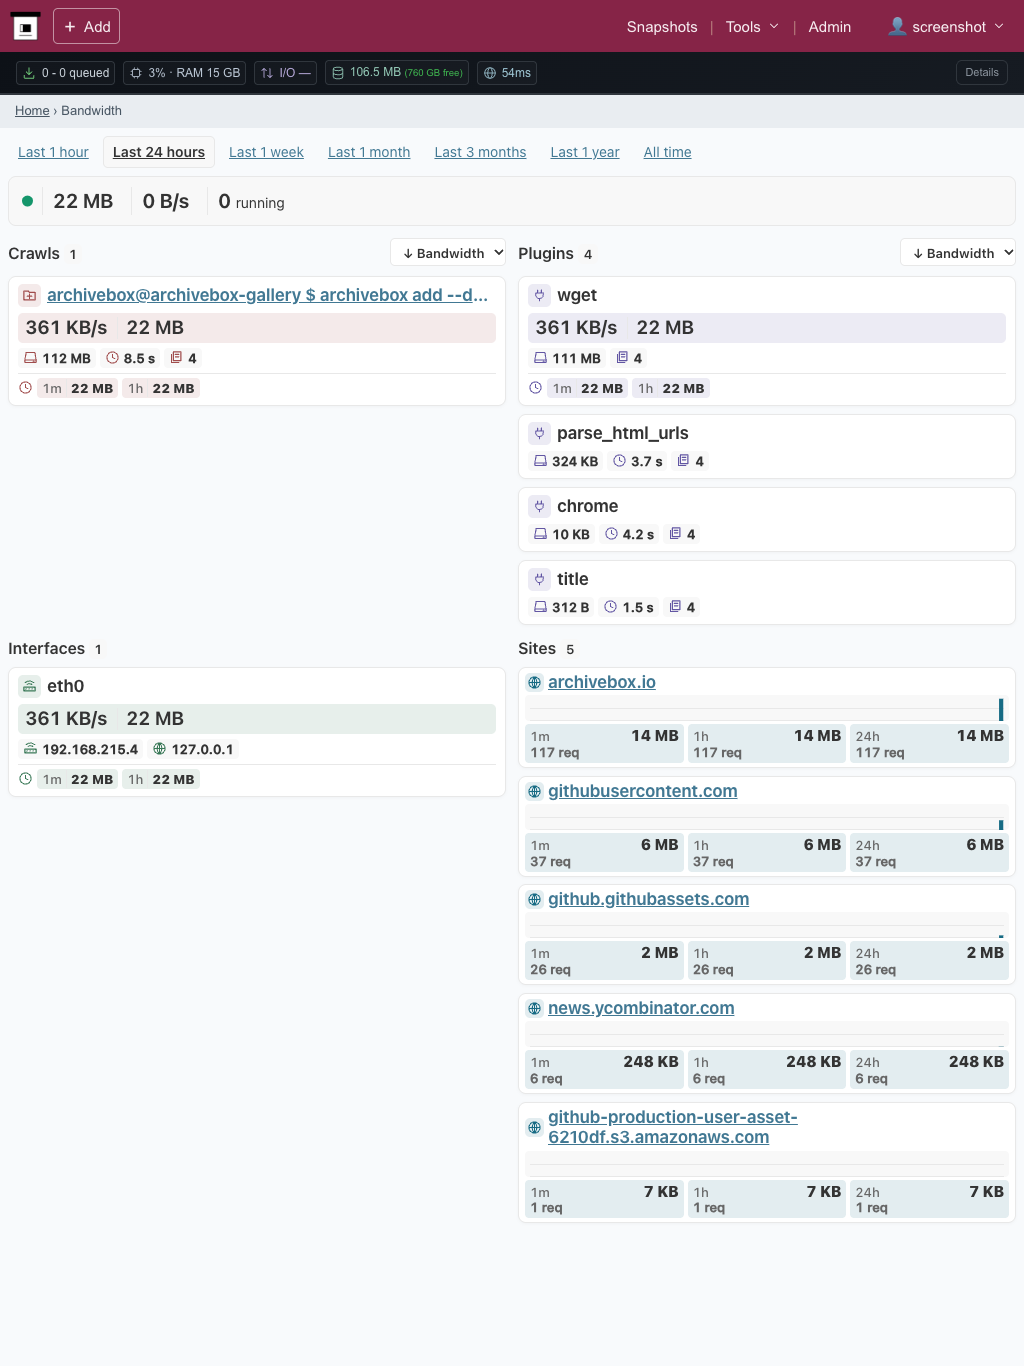 + Add
Snapshots | Tools | Admin screenshot
0 - 0 queued 3% · RAM 15 GB I/O — 106.5 MB (760 GB free) 54ms Details
Home › Bandwidth
Last 1 hour Last 24 hours Last 1 week Last 1 month Last 3 months Last 1 year All time
22 MB 0 B/s 0 running
Crawls 1 ↓ Bandwidth
archivebox@archivebox-gallery $ archivebox add --d...
361 KB/s 22 MB
112 MB 8.5 s 4
1m 22 MB 1h 22 MB
Plugins 4 ↓ Bandwidth
wget
361 KB/s 22 MB
111 MB 4
1m 22 MB 1h 22 MB
parse_html_urls
324 KB 3.7 s 4
chrome
10 KB 4.2 s 4
title
312 B 1.5 s 4
Interfaces 1
eth0
361 KB/s 22 MB
192.168.215.4 127.0.0.1
1m 22 MB 1h 22 MB
Sites 5
archivebox.io
1m 14 MB 1h 14 MB 24h 14 MB
117 req 117 req 117 req
githubusercontent.com
1m 6 MB 1h 6 MB 24h 6 MB
37 req 37 req 37 req
github.githubassets.com
1m 2 MB 1h 2 MB 24h 2 MB
26 req 26 req 26 req
news.ycombinator.com
1m 248 KB 1h 248 KB 24h 248 KB
6 req 6 req 6 req
github-production-user-asset-
6210df.s3.amazonaws.com
1m 7 KB 1h 7 KB 24h 7 KB
1 req 1 req 1 req